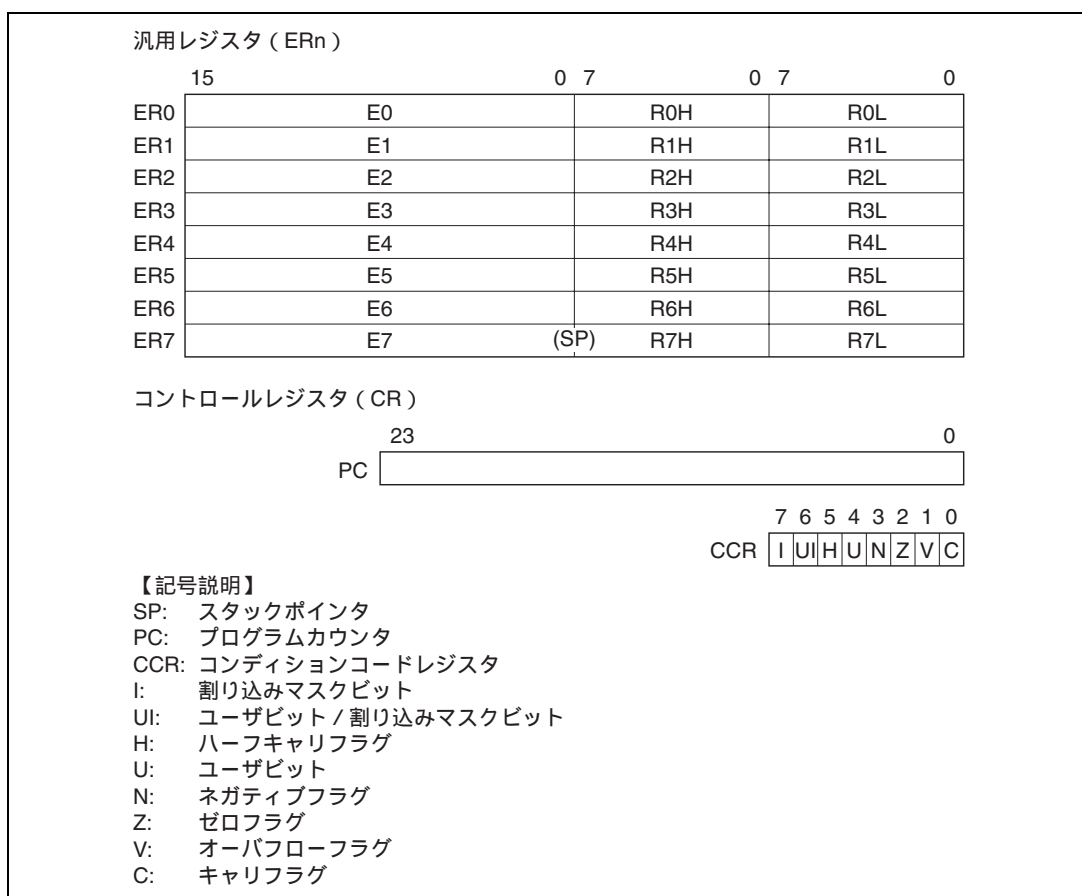 汎用レジスタ ( ERn )
15 0 7 0 7 0
ER0 E0 R0H R0L
ER1 E1 R1H R1L
ER2 E2 R2H R2L
ER3 E3 R3H R3L
ER4 E4 R4H R4L
ER5 E5 R5H R5L
ER6 E6 R6H R6L
ER7 E7 (SP) R7H R7L
コントロールレジスタ ( CR )
23 0
PC
7 6 5 4 3 2 1 0
CCR I UI H U N Z V C
【記号説明】
SP: スタックポインタ
PC: プログラムカウンタ
CCR: コンディションコードレジスタ
I: 割り込みマスクビット
UI: ユーザビット / 割り込みマスクビット
H: ハーフキャリフラグ
U: ユーザビット
N: ネガティブフラグ
Z: ゼロフラグ
V: オーバフローフラグ
C: キャリフラグ